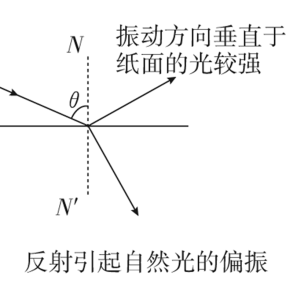 N
振动方向垂直于
纸面的光较强
θ
N′
反射引起自然光的偏振